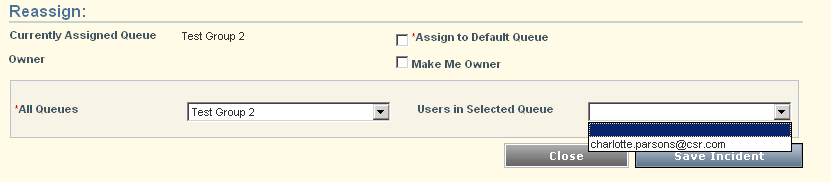 Reassign:
Currently Assigned Queue Test Group 2 *Assign to Default Queue
Owner Make Me Owner
*All Queues Test Group 2 Users in Selected Queue
charlotte.parsons@csr.com
Close Save Incident